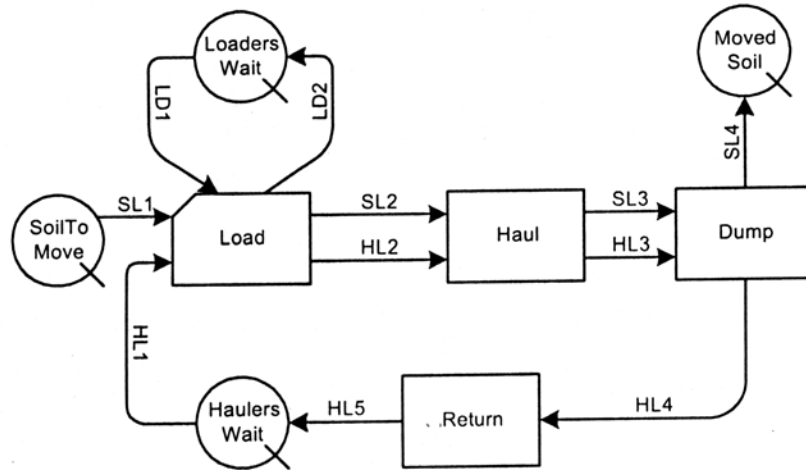 Loaders
Wait
Moved
Soil
LD1
LD2
SL4
SoilTo
Move
SL1
Load
SL2
HL2
Haul
SL3
HL3
Dump
HL1
Haulers
Wait
HL5
Return
HL4